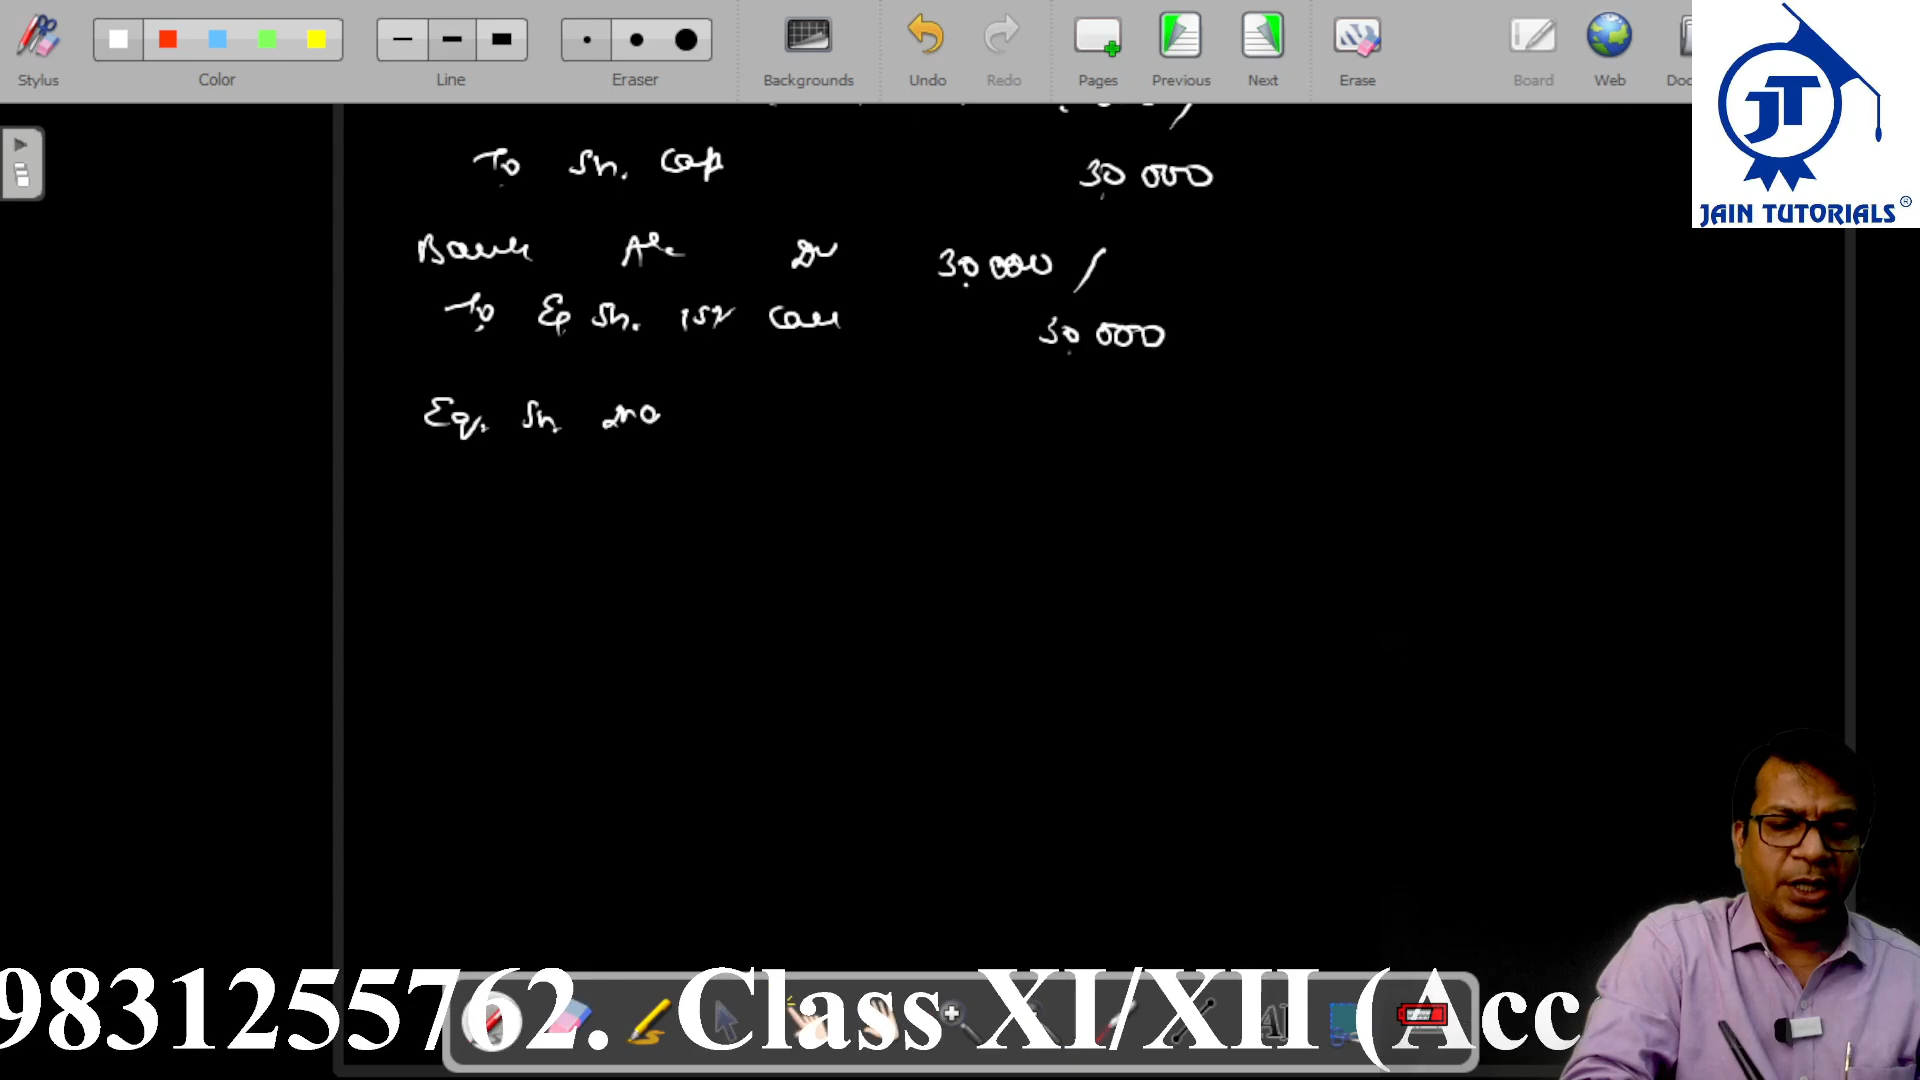 Stylus Color Line Eraser Backgrounds Undo Redo Pages Previous Next Erase Board Web Doc
JT
JAIN TUTORIALS ®
To Sh. Cap 30 000
Bank A/c Dr 30 000 /
To Eq Sh. 1st Call 30 000
Eq. Sh. 2nd
9831255762. Class XI/XII (Acc